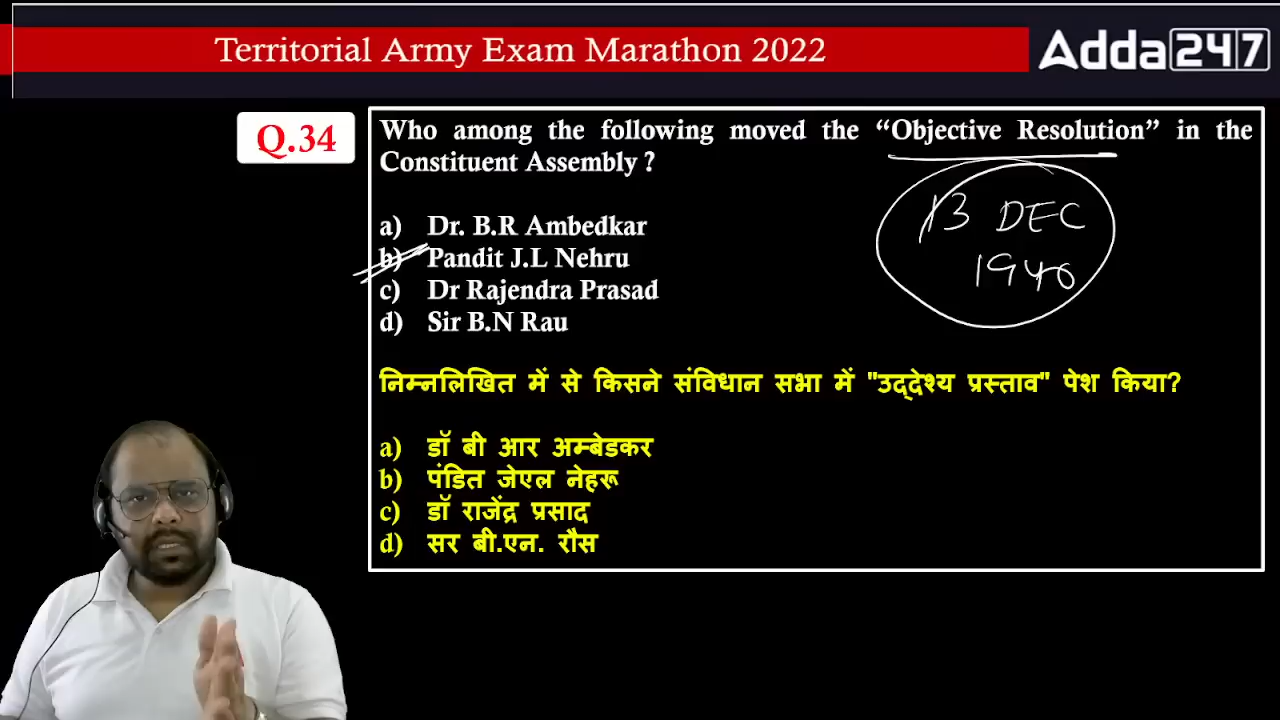 Territorial Army Exam Marathon 2022
Adda247
Q.34
Who among the following moved the “Objective Resolution” in the
Constituent Assembly ?
13 DEC
1946
a) Dr. B.R Ambedkar
b) Pandit J.L Nehru
c) Dr Rajendra Prasad
d) Sir B.N Rau
निम्नलिखित में से किसने संविधान सभा में "उद्देश्य प्रस्ताव" पेश किया?
a) डॉ बी आर अम्बेडकर
b) पंडित जेएल नेहरू
c) डॉ राजेंद्र प्रसाद
d) सर बी.एन. रौस